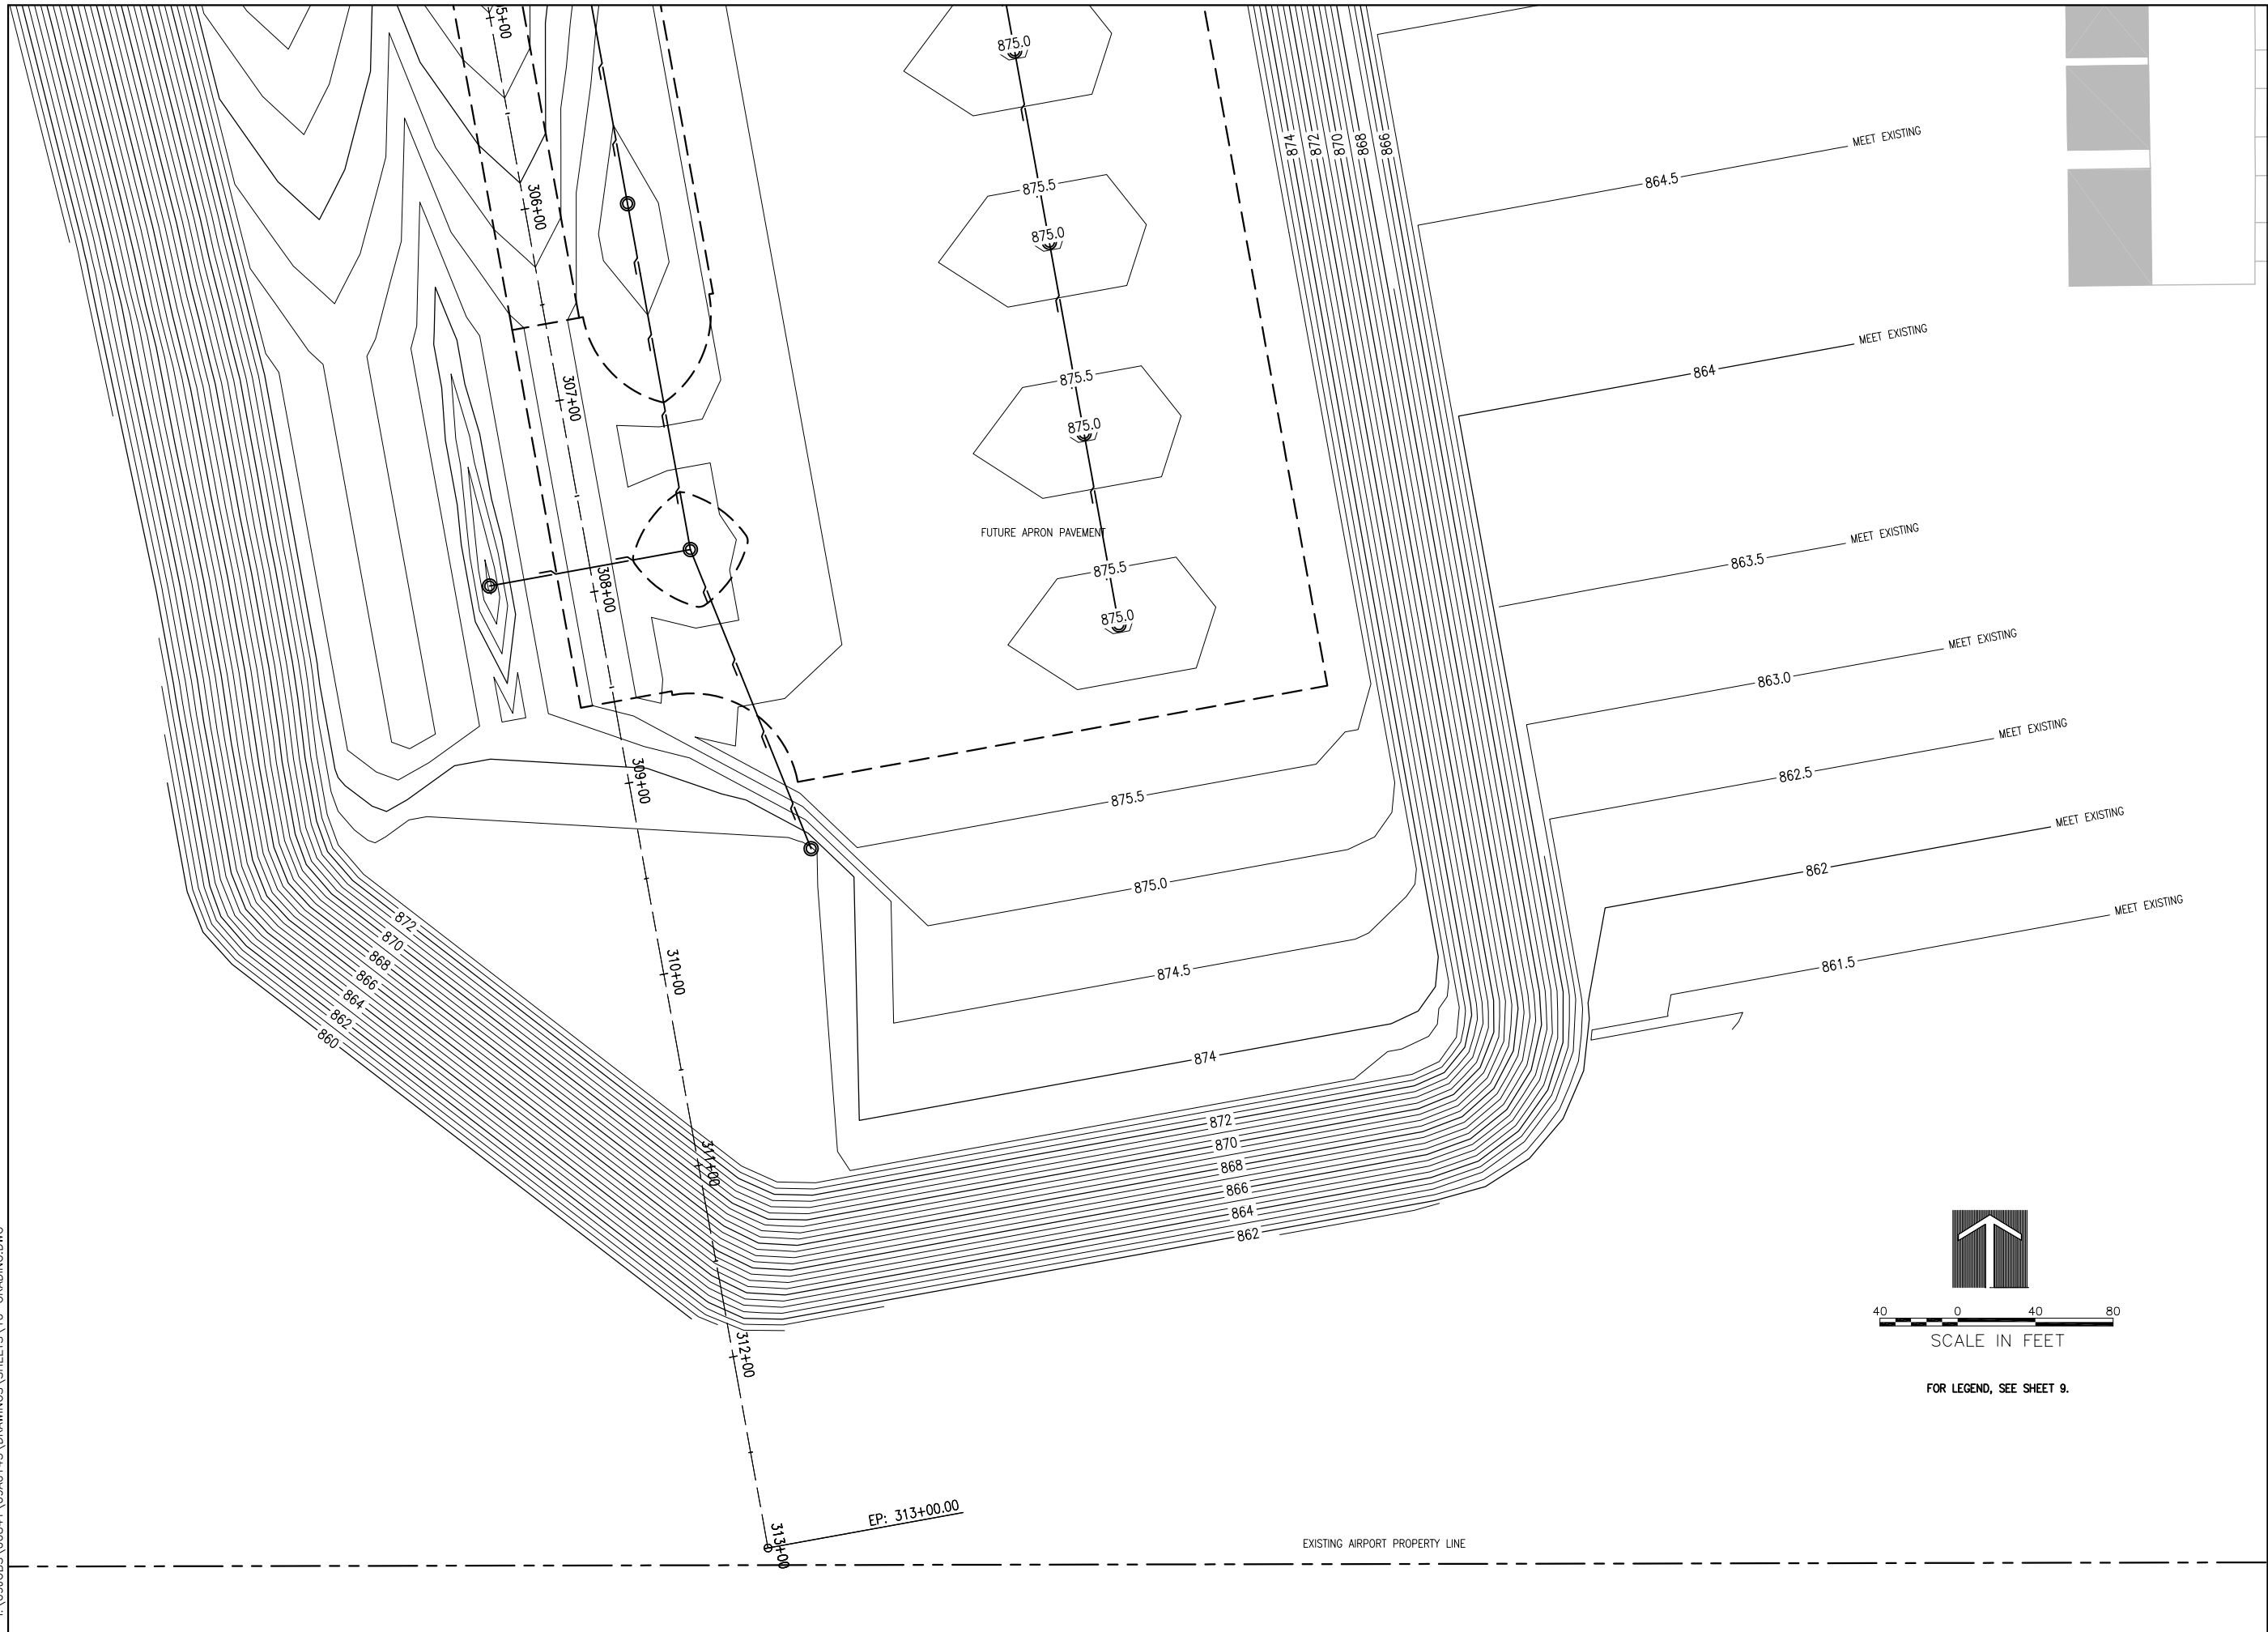 5+00
306+00
307+00
308+00
309+00
310+00
311+00
312+00
313+00
EP: 313+00.00
875.0
875.5
875.0
875.5
875.0
875.5
875.0
FUTURE APRON PAVEMENT
875.5
875.0
874.5
874
874
872
870
868
866
864.5 MEET EXISTING
864 MEET EXISTING
863.5 MEET EXISTING
863.0 MEET EXISTING
862.5 MEET EXISTING
862 MEET EXISTING
861.5 MEET EXISTING
872
870
868
866
864
862
860
872
870
868
866
864
862
40 0 40 80
SCALE IN FEET
FOR LEGEND, SEE SHEET 9.
EXISTING AIRPORT PROPERTY LINE